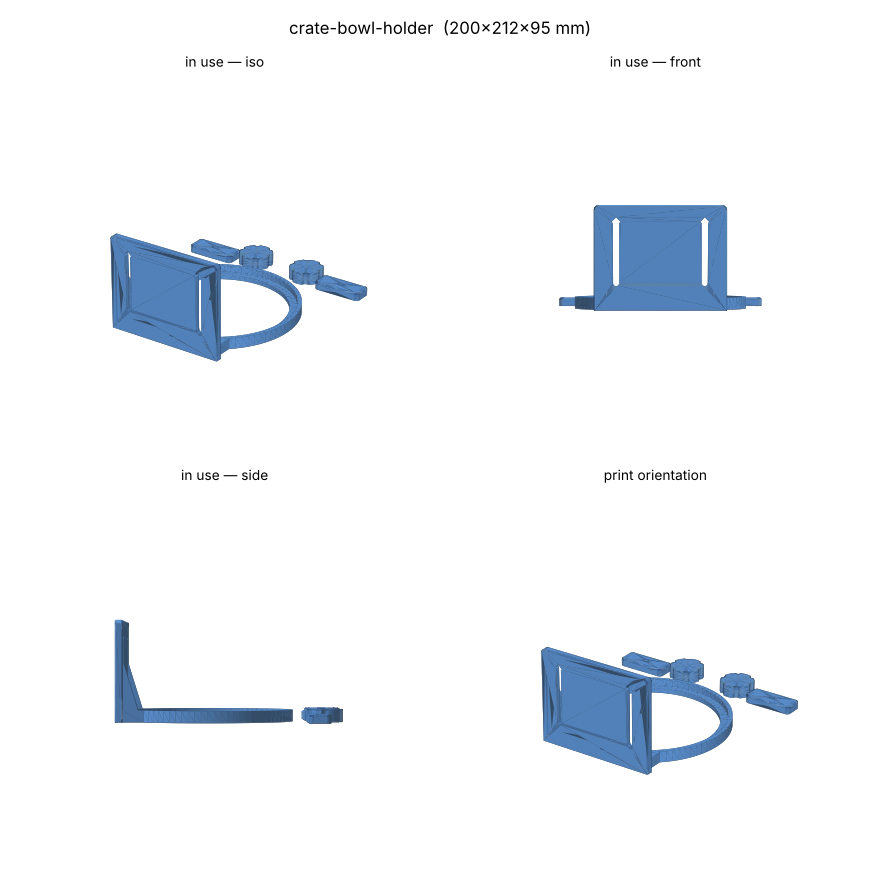 crate-bowl-holder (200×212×95 mm)
in use — iso
in use — front
in use — side
print orientation